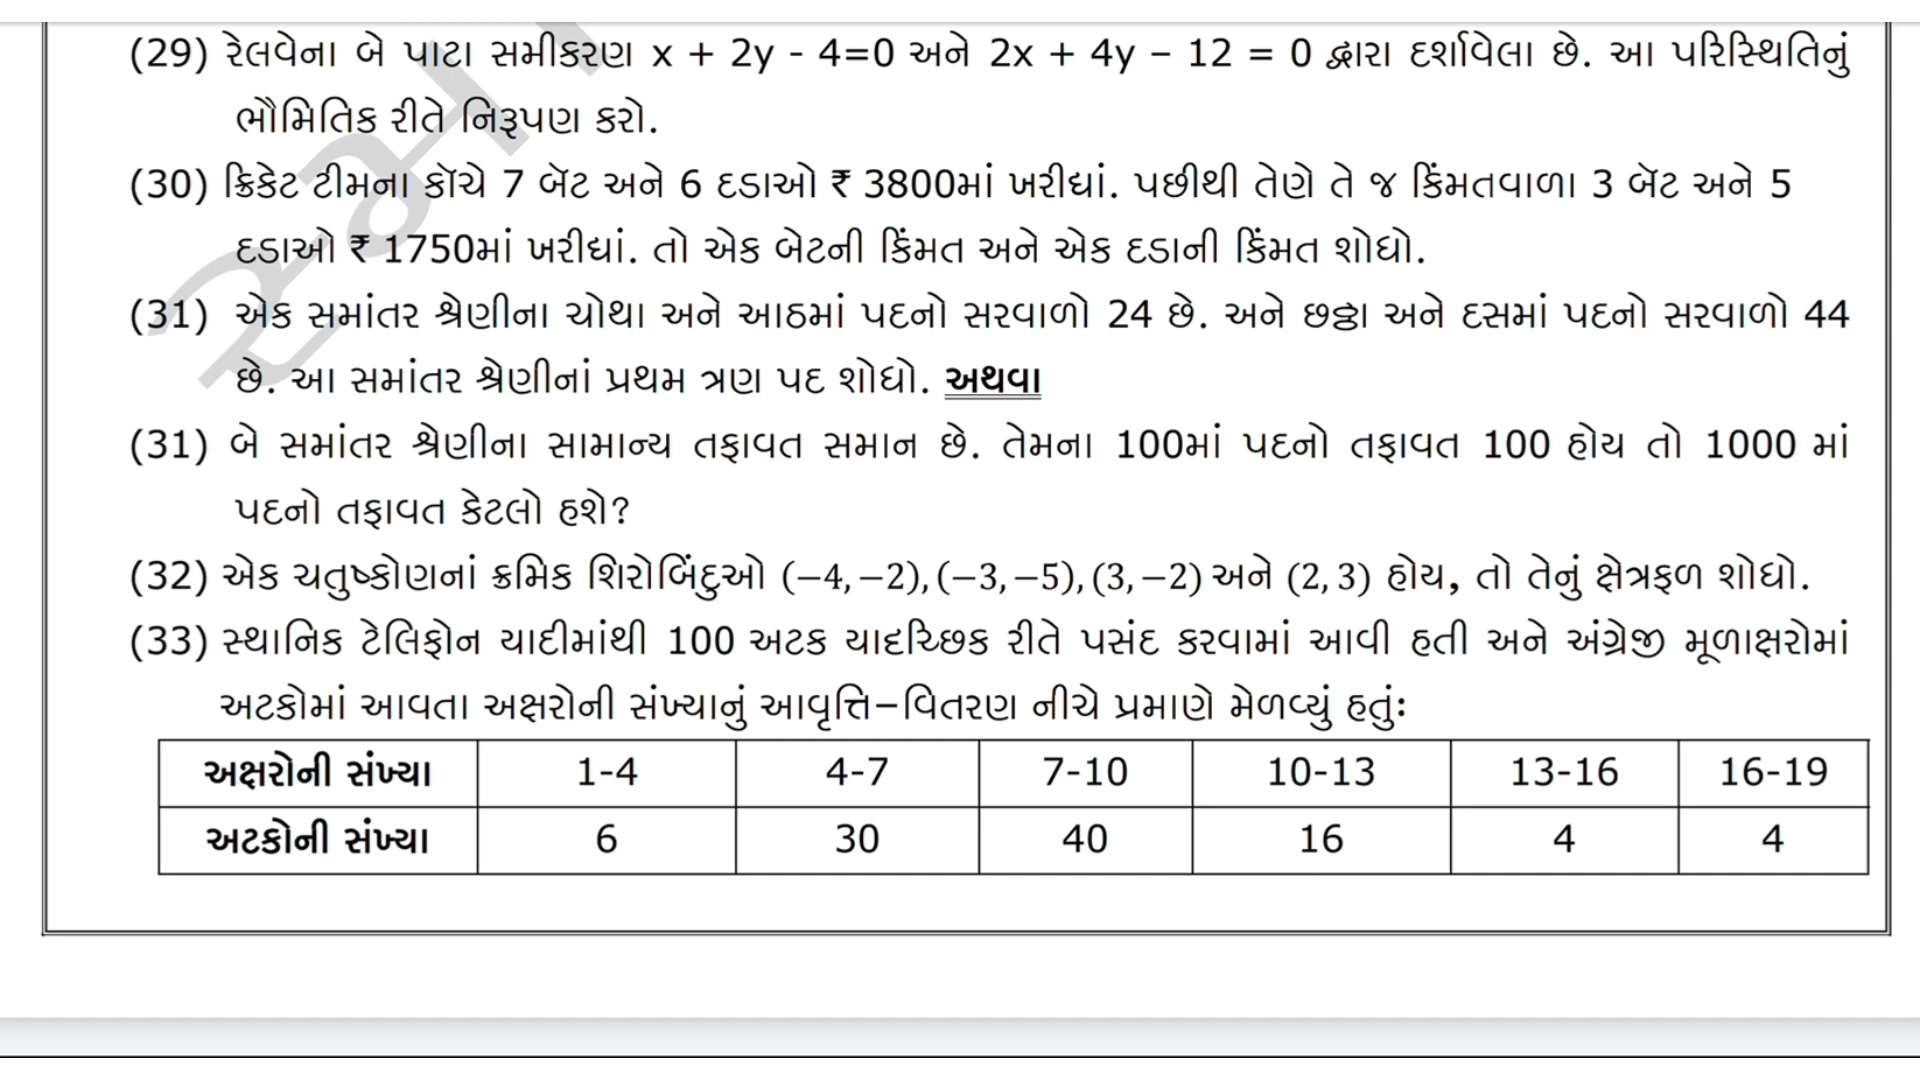 (29) રેલવેના બે પાટા સમીકરણ x + 2y - 4=0 અને 2x + 4y – 12 = 0 દ્વારા દર્શાવેલા છે. આ પરિસ્થિતિનું
ભૌમિતિક રીતે નિરૂપણ કરો.
(30) ક્રિકેટ ટીમના કૉચે 7 બૅટ અને 6 દડાઓ ₹ 3800માં ખરીદ્યાં. પછીથી તેણે તે જ કિંમતવાળા 3 બૅટ અને 5
દડાઓ ₹ 1750માં ખરીદ્યાં. તો એક બેટની કિંમત અને એક દડાની કિંમત શોધો.
(31) એક સમાંતર શ્રેણીના ચોથા અને આઠમાં પદનો સરવાળો 24 છે. અને છઠ્ઠા અને દસમાં પદનો સરવાળો 44
છે. આ સમાંતર શ્રેણીનાં પ્રથમ ત્રણ પદ શોધો. અથવા
(31) બે સમાંતર શ્રેણીના સામાન્ય તફાવત સમાન છે. તેમના 100માં પદનો તફાવત 100 હોય તો 1000 માં
પદનો તફાવત કેટલો હશે?
(32) એક ચતુષ્કોણનાં ક્રમિક શિરોબિંદુઓ (−4, −2), (−3, −5), (3, −2) અને (2, 3) હોય, તો તેનું ક્ષેત્રફળ શોધો.
(33) સ્થાનિક ટેલિફોન યાદીમાંથી 100 અટક યાદચ્છિક રીતે પસંદ કરવામાં આવી હતી અને અંગ્રેજી મૂળાક્ષરોમાં
અટકોમાં આવતા અક્ષરોની સંખ્યાનું આવૃત્તિ–વિતરણ નીચે પ્રમાણે મેળવ્યું હતુંઃ
અક્ષરોની સંખ્યા 1-4 4-7 7-10 10-13 13-16 16-19
અટકોની સંખ્યા 6 30 40 16 4 4